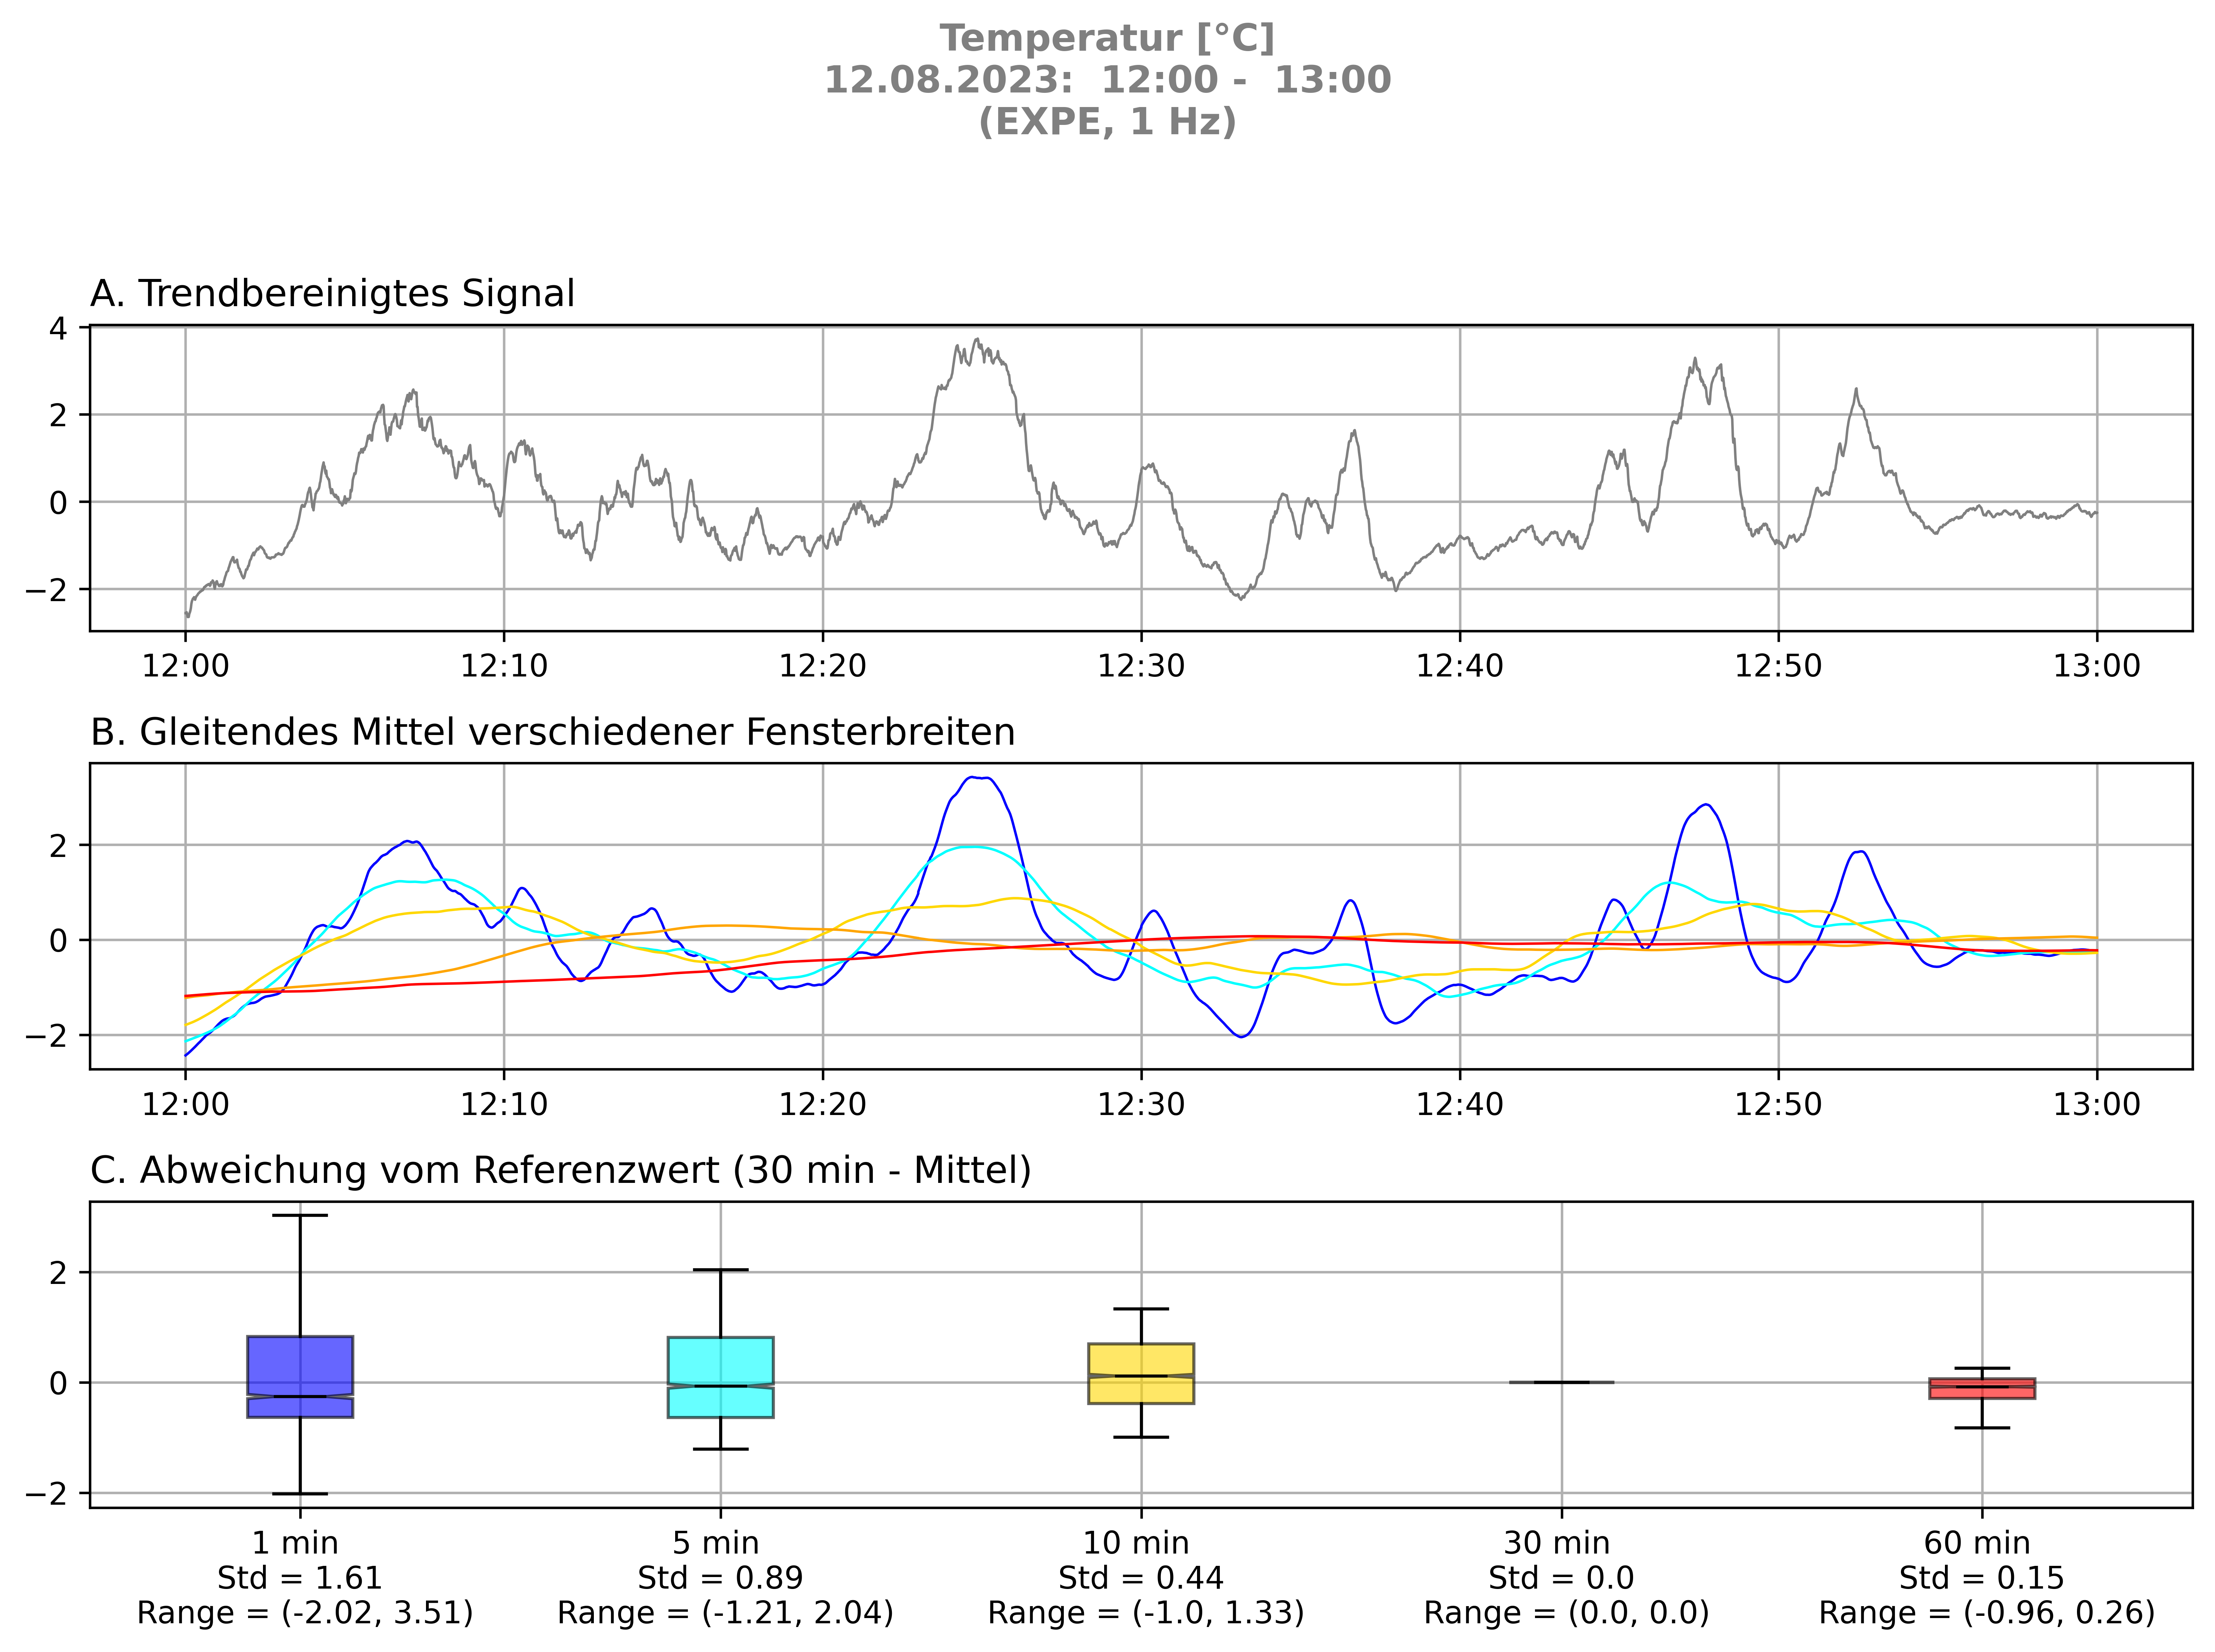 Temperatur [°C]
12.08.2023:  12:00 -  13:00
(EXPE, 1 Hz)
A. Trendbereinigtes Signal
4
2
0
−2
12:00 12:10 12:20 12:30 12:40 12:50 13:00
B. Gleitendes Mittel verschiedener Fensterbreiten
2
0
−2
12:00 12:10 12:20 12:30 12:40 12:50 13:00
C. Abweichung vom Referenzwert (30 min - Mittel)
2
0
−2
1 min 5 min 10 min 30 min 60 min
Std = 1.61 Std = 0.89 Std = 0.44 Std = 0.0 Std = 0.15
Range = (-2.02, 3.51) Range = (-1.21, 2.04) Range = (-1.0, 1.33) Range = (0.0, 0.0) Range = (-0.96, 0.26)